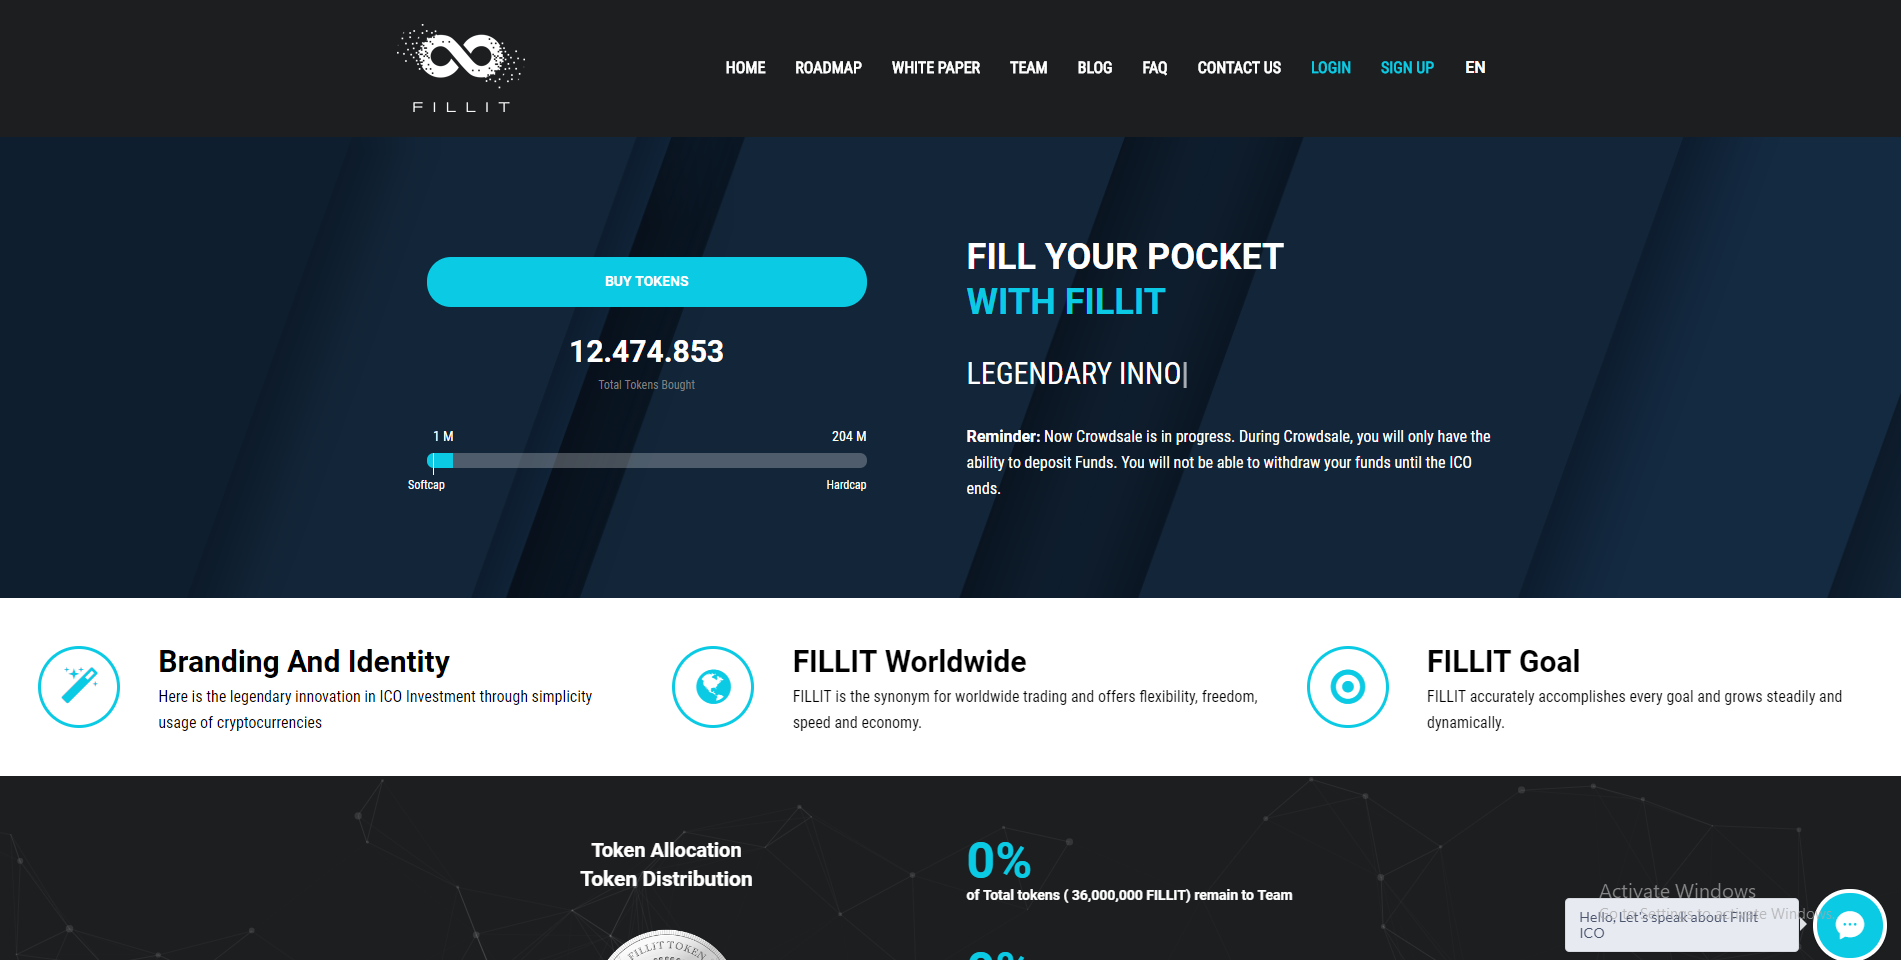 FILLIT
HOME ROADMAP WHITE PAPER TEAM BLOG FAQ CONTACT US LOGIN SIGN UP EN
BUY TOKENS
12.474.853
Total Tokens Bought
1 M 204 M
Softcap Hardcap
FILL YOUR POCKET
WITH FILLIT
LEGENDARY INNO|
Reminder: Now Crowdsale is in progress. During Crowdsale, you will only have the
ability to deposit Funds. You will not be able to withdraw your funds until the ICO
ends.
Branding And Identity
Here is the legendary innovation in ICO Investment through simplicity
usage of cryptocurrencies
FILLIT Worldwide
FILLIT is the synonym for worldwide trading and offers flexibility, freedom,
speed and economy.
FILLIT Goal
FILLIT accurately accomplishes every goal and grows steadily and
dynamically.
Token Allocation
Token Distribution
FILLIT TOKEN
0%
of Total tokens ( 36,000,000 FILLIT) remain to Team
0%
Activate Windows
Go to Settings to activate Windows.
Hello, Let's speak about Fillit
ICO